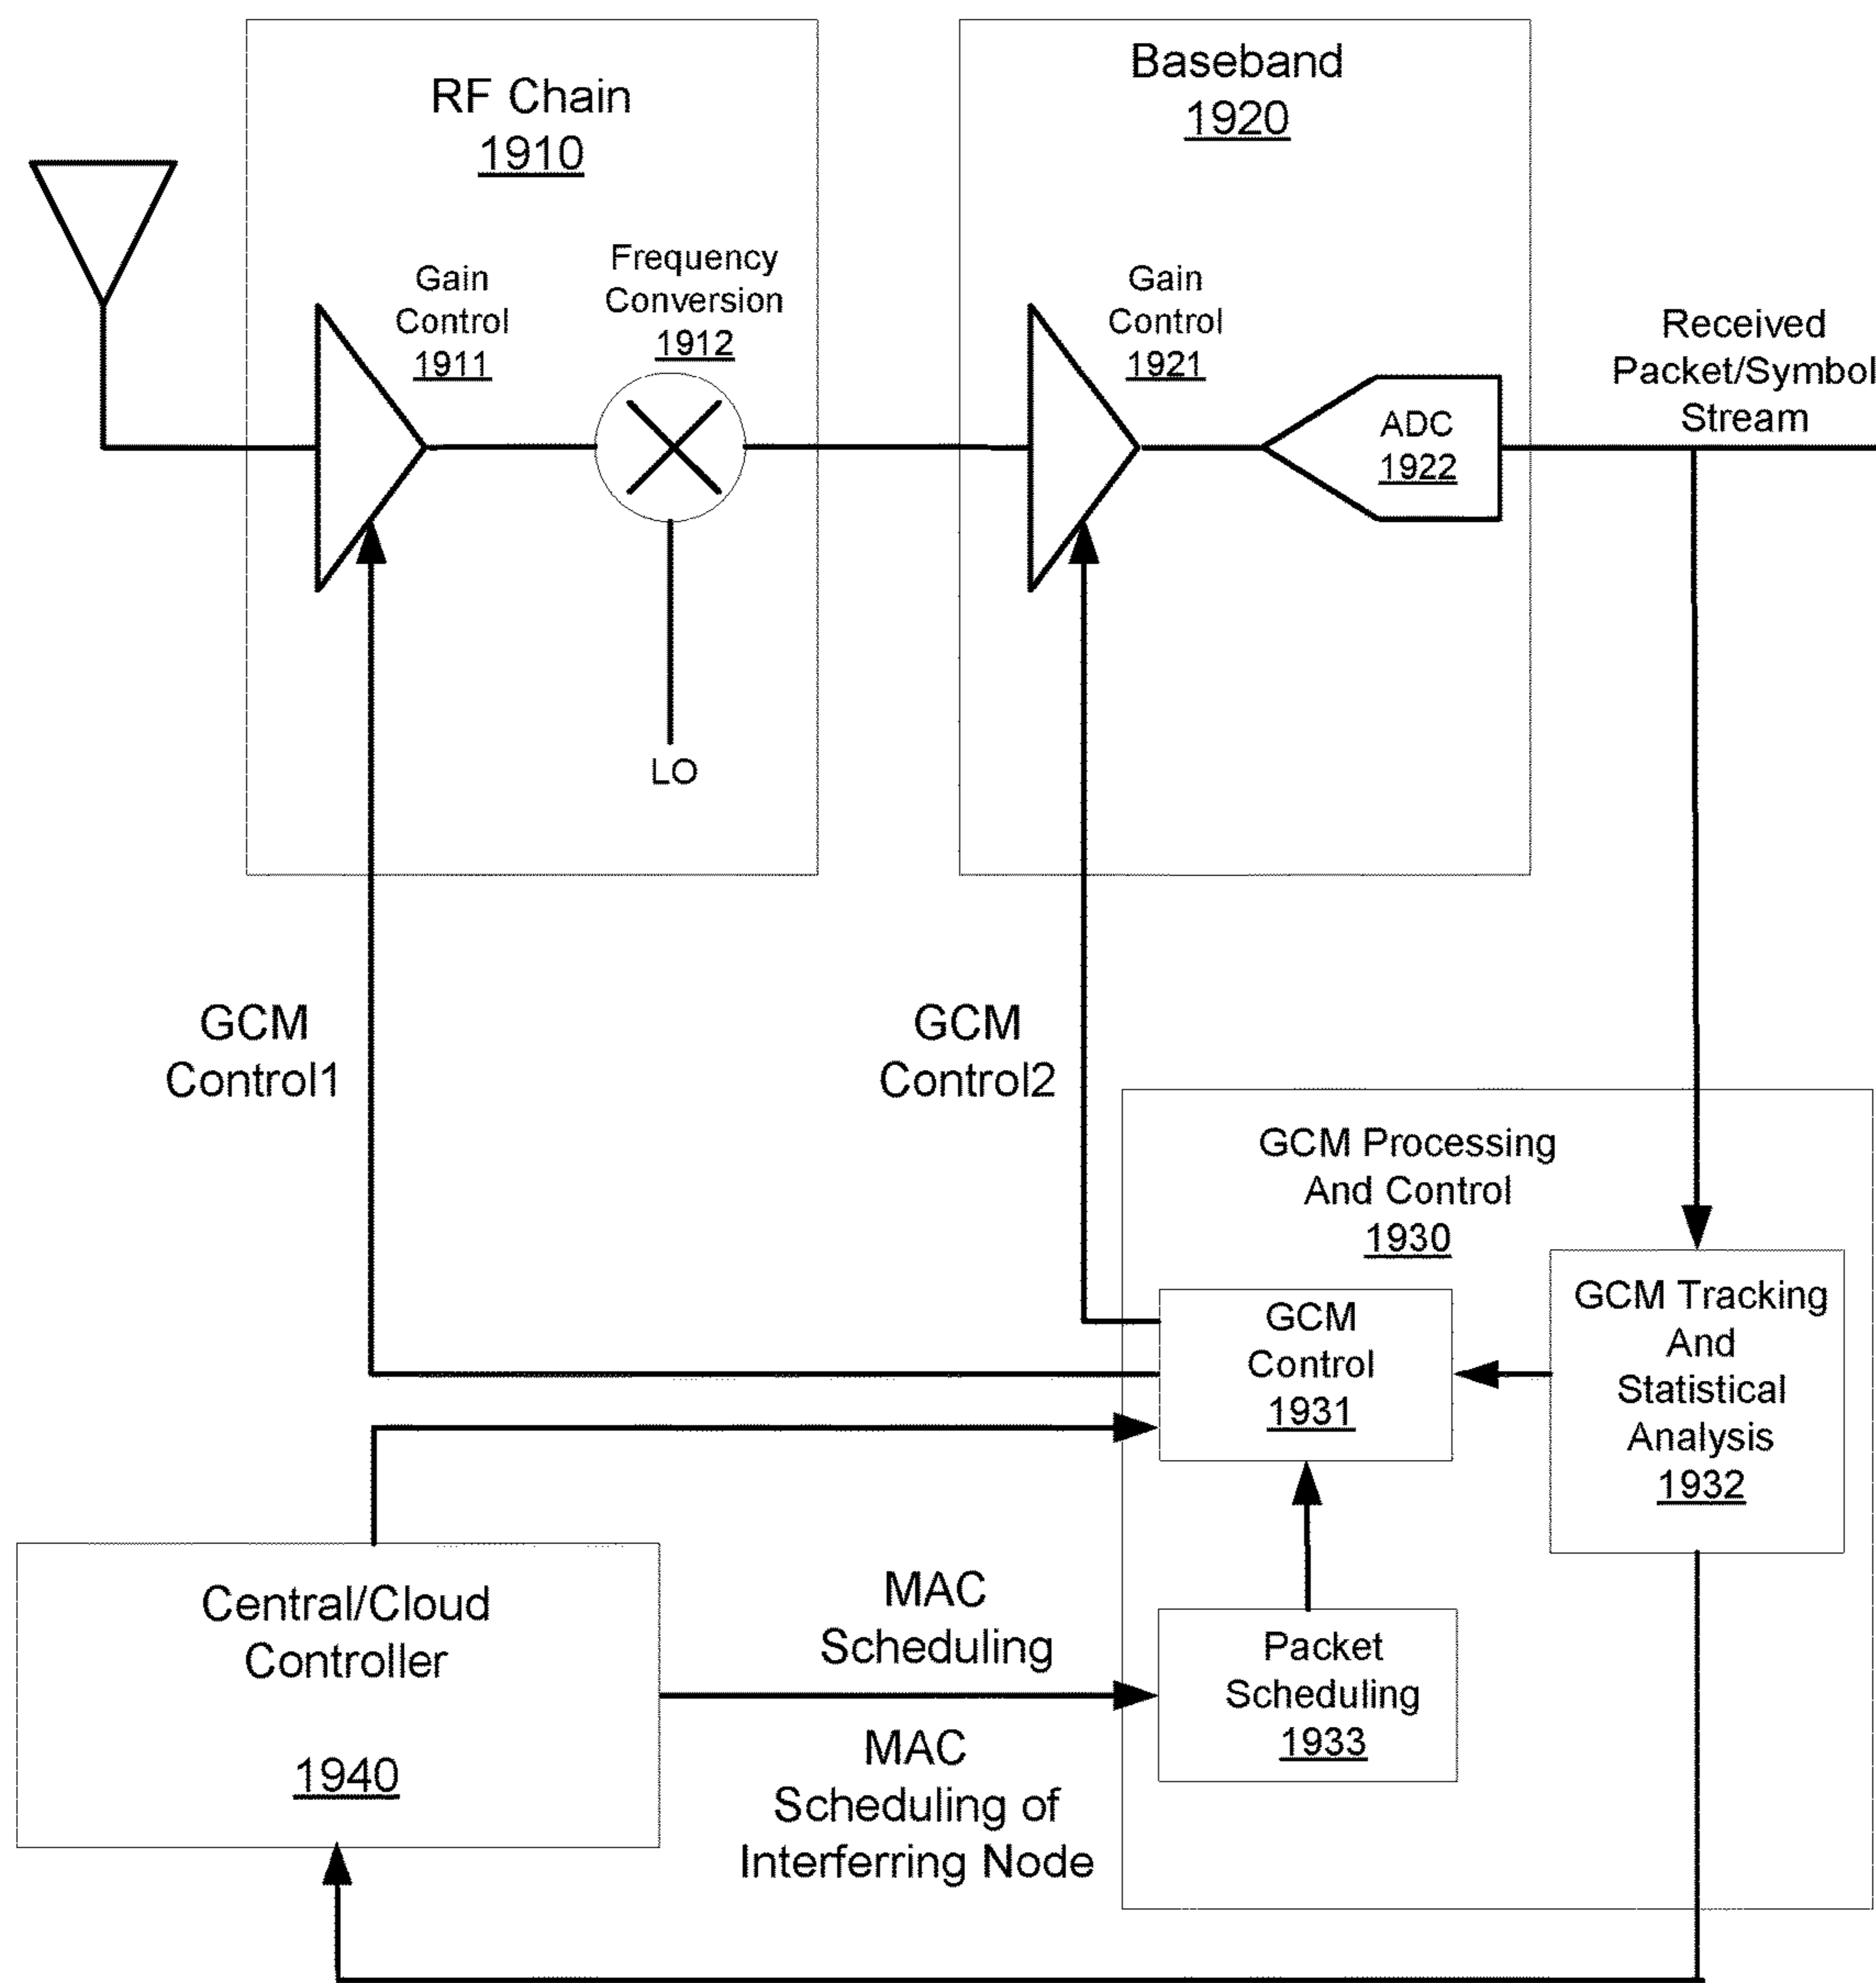 RF Chain
1910
Baseband
1920
Gain
Control
1911
Frequency
Conversion
1912
Gain
Control
1921
ADC
1922
Received
Packet/Symbol
Stream
LO
GCM
Control1
GCM
Control2
GCM Processing
And Control
1930
GCM
Control
1931
GCM Tracking
And
Statistical
Analysis
1932
Central/Cloud
Controller
1940
MAC
Scheduling
MAC
Scheduling of
Interferring Node
Packet
Scheduling
1933